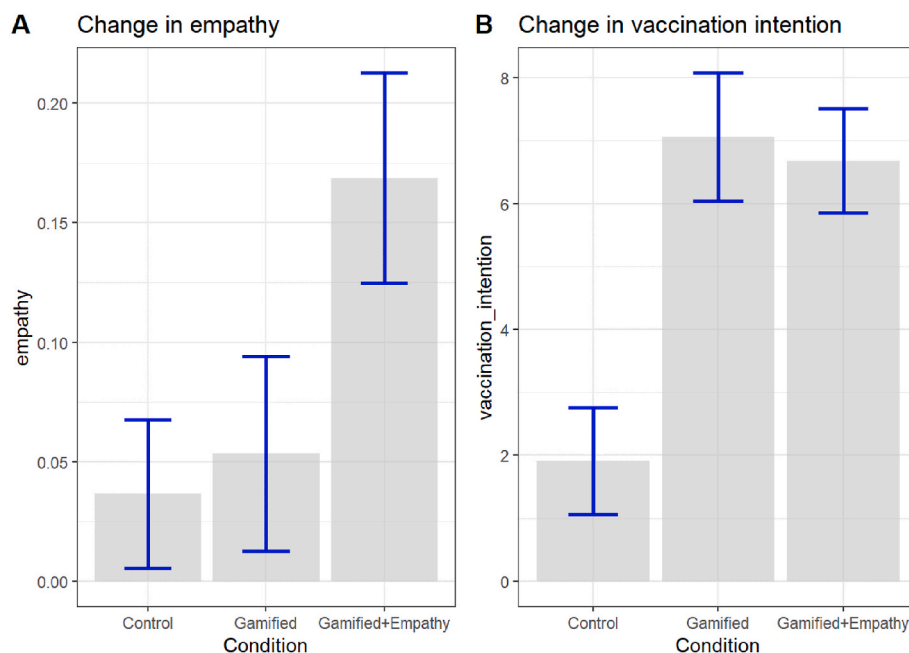 A Change in empathy
empathy
0.20
0.15
0.10
0.05
0.00
Control Gamified Gamified+Empathy
Condition
B Change in vaccination intention
vaccination_intention
8
6
4
2
0
Control Gamified Gamified+Empathy
Condition